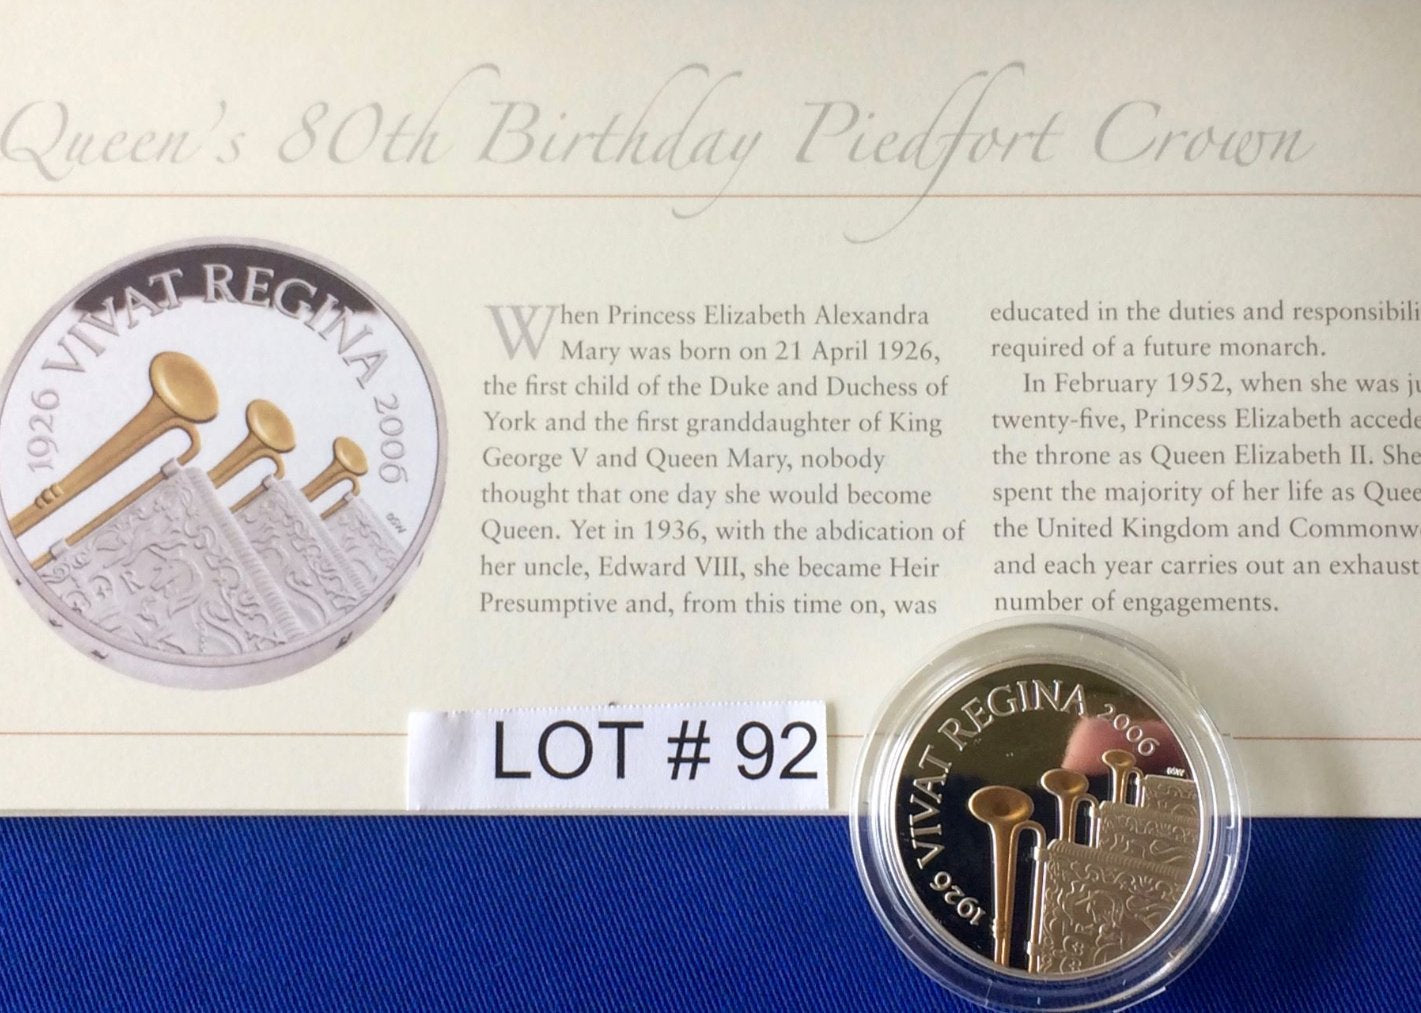 Queen's 80th Birthday Piedfort Crown
1926 VIVAT REGINA 2006
When Princess Elizabeth Alexandra
Mary was born on 21 April 1926,
the first child of the Duke and Duchess of
York and the first granddaughter of King
George V and Queen Mary, nobody
thought that one day she would become
Queen. Yet in 1936, with the abdication of
her uncle, Edward VIII, she became Heir
Presumptive and, from this time on, was
educated in the duties and responsibili
required of a future monarch.
In February 1952, when she was ju
twenty-five, Princess Elizabeth accede
the throne as Queen Elizabeth II. She
spent the majority of her life as Quee
the United Kingdom and Commonw
and each year carries out an exhaust
number of engagements.
LOT # 92
1926 VIVAT REGINA 2006